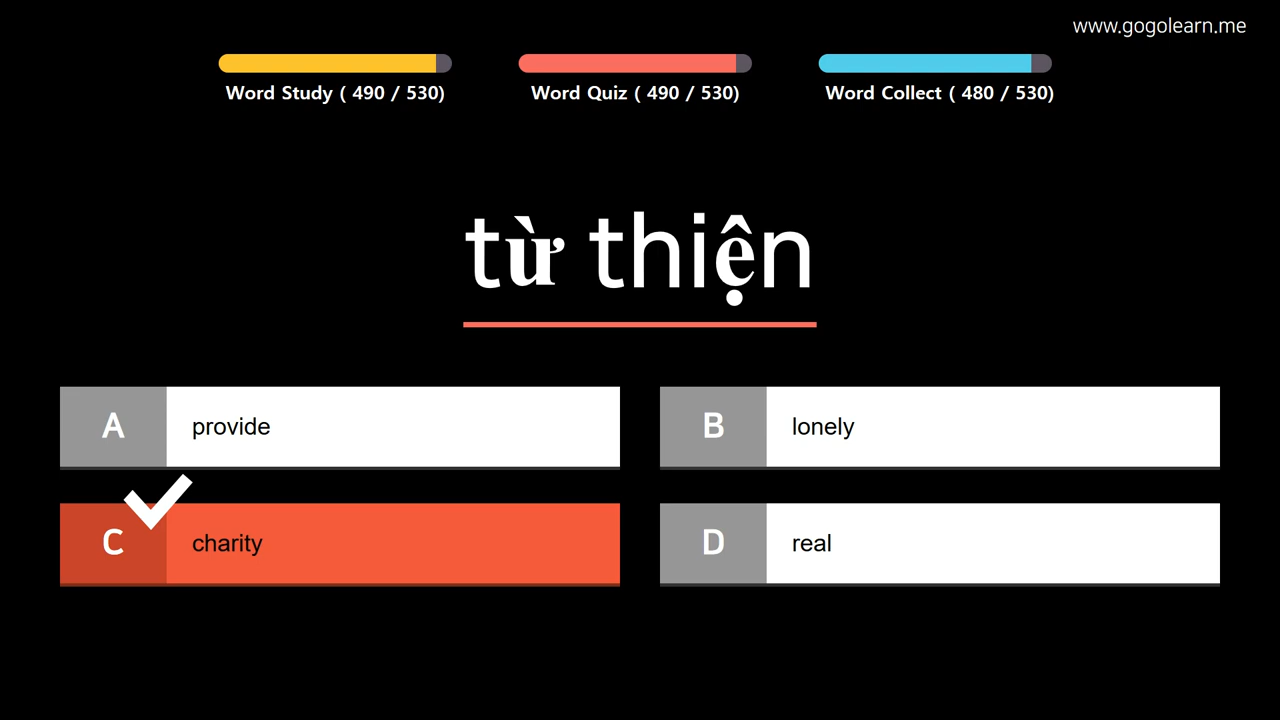 www.gogolearn.me
Word Study ( 490 / 530)
Word Quiz ( 490 / 530)
Word Collect ( 480 / 530)
từ thiện
A provide
B lonely
C charity
D real